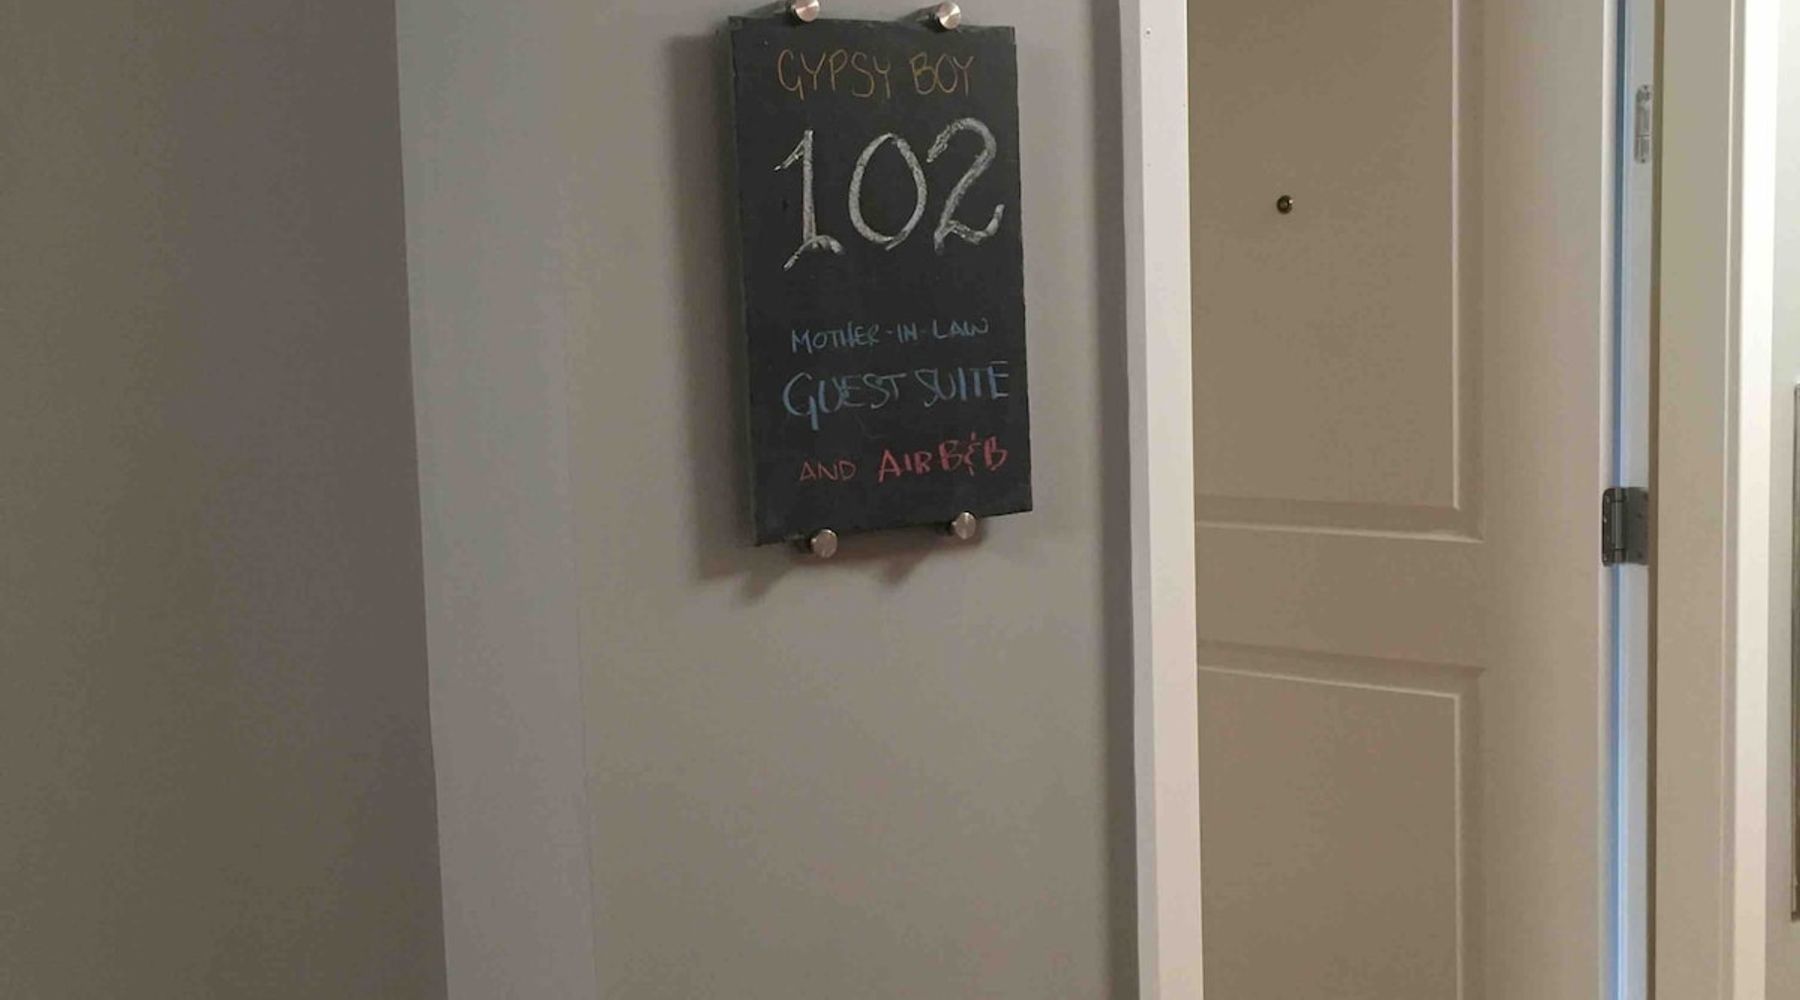 GYPSY BOY
102
MOTHER-IN-LAW
GUEST SUITE
AND AIRB&B